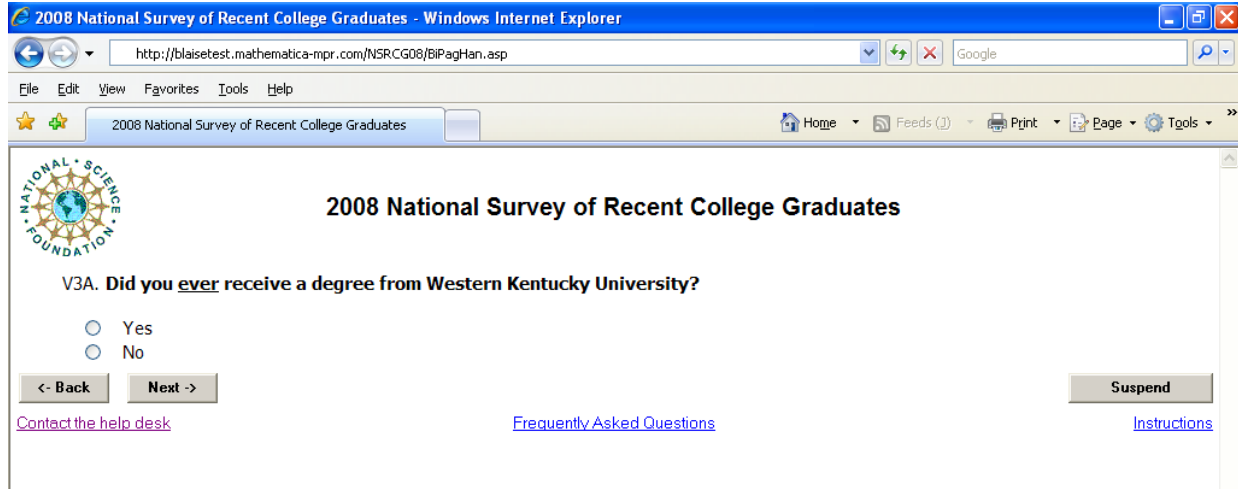 2008 National Survey of Recent College Graduates - Windows Internet Explorer
http://blaisetest.mathematica-mpr.com/NSRCG08/BiPagHan.asp
Google
File Edit View Favorites Tools Help
2008 National Survey of Recent College Graduates
Home Feeds (J) Print Page Tools »
NATIONAL · SCIENCE · FOUNDATION ·
2008 National Survey of Recent College Graduates
V3A. Did you ever receive a degree from Western Kentucky University?
Yes
No
<- Back Next -> Suspend
Contact the help desk Frequently Asked Questions Instructions